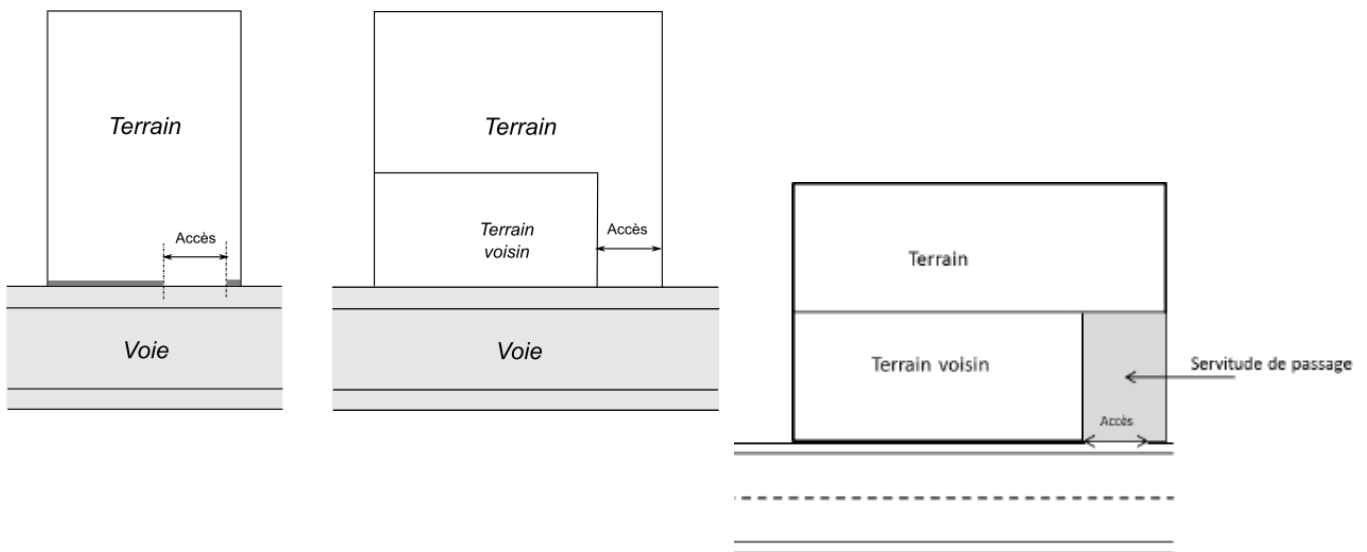 Terrain
Accès
Voie
Terrain
Terrain
voisin
Accès
Voie
Terrain
Terrain voisin
Servitude de passage
Accès